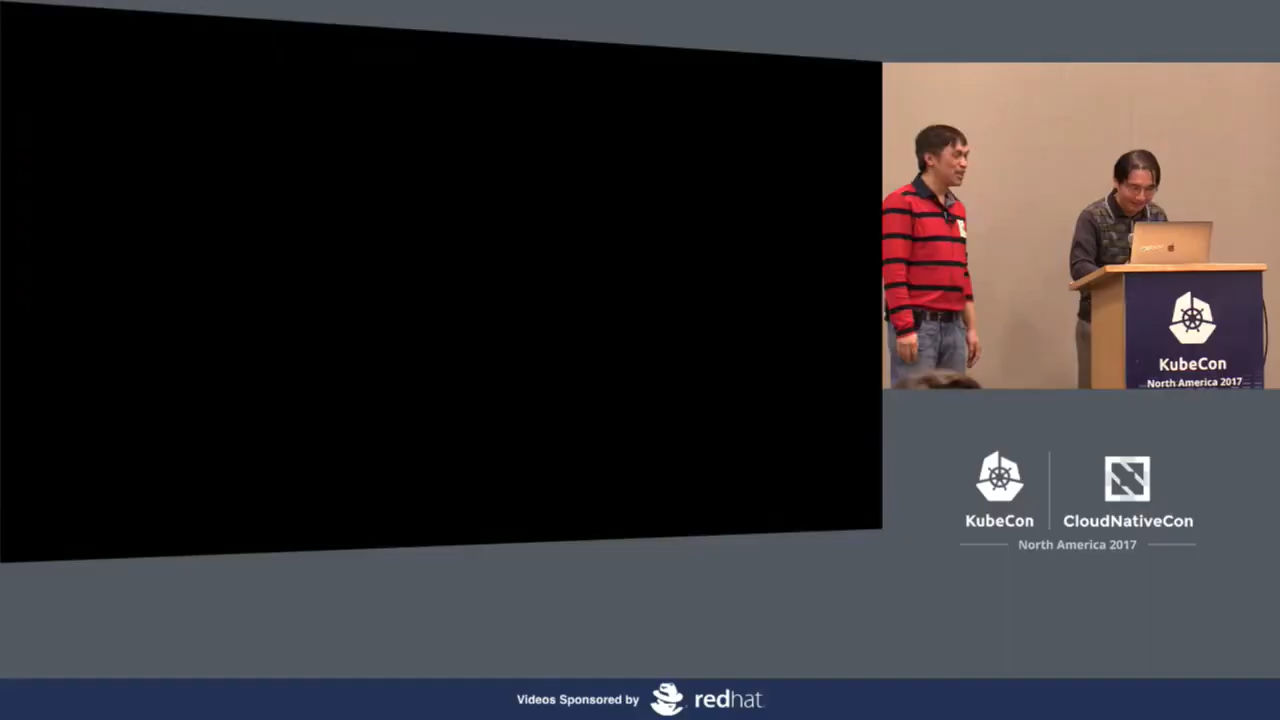 KubeCon
North America 2017
KubeCon
CloudNativeCon
North America 2017
Videos Sponsored by
redhat.